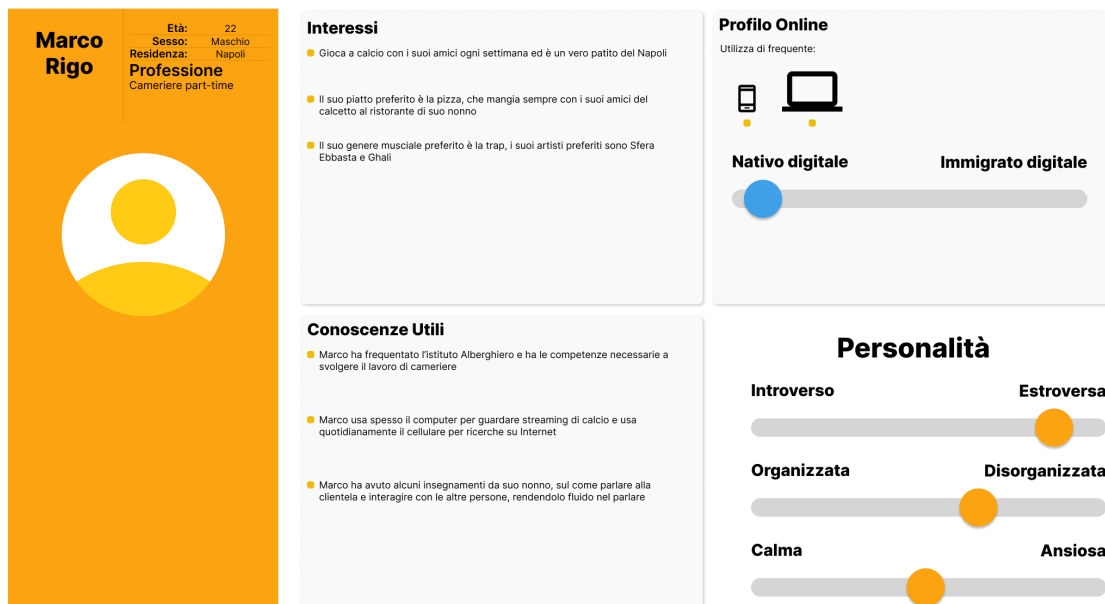 Marco
Rigo
Età: 22
Sesso: Maschio
Residenza: Napoli
Professione
Cameriere part-time
Interessi
Gioca a calcio con i suoi amici ogni settimana ed è un vero patito del Napoli
Il suo piatto preferito è la pizza, che mangia sempre con i suoi amici del
calcetto al ristorante di suo nonno
Il suo genere musciale preferito è la trap, i suoi artisti preferiti sono Sfera
Ebbasta e Ghali
Profilo Online
Utilizza di frequente:
Nativo digitale Immigrato digitale
Conoscenze Utili
Marco ha frequentato l'istituto Alberghiero e ha le competenze necessarie a
svolgere il lavoro di cameriere
Marco usa spesso il computer per guardare streaming di calcio e usa
quotidianamente il cellulare per ricerche su Internet
Marco ha avuto alcuni insegnamenti da suo nonno, sul come parlare alla
clientela e interagire con le altre persone, rendendolo fluido nel parlare
Personalità
Introverso Estroversa
Organizzata Disorganizzata
Calma Ansiosa